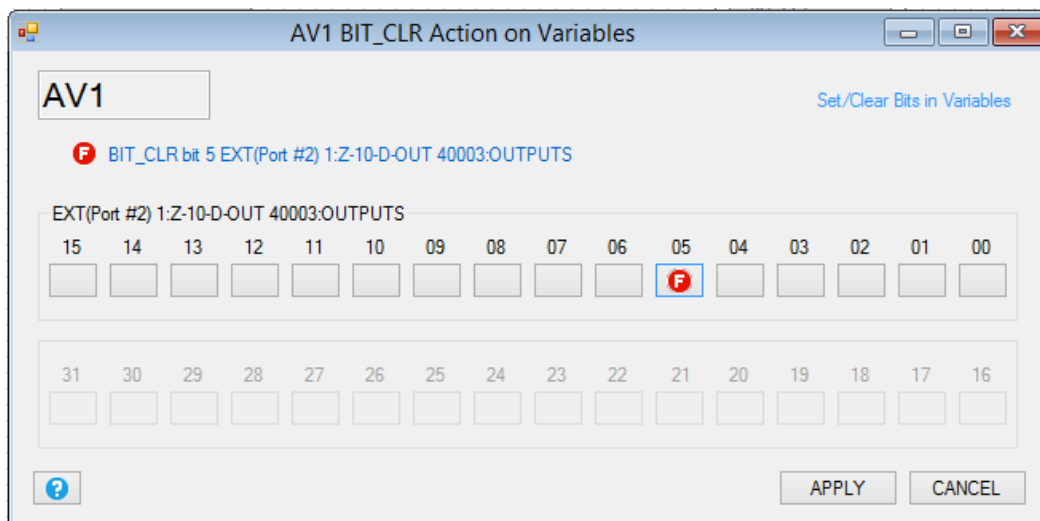 AV1 BIT_CLR Action on Variables
AV1
Set/Clear Bits in Variables
F BIT_CLR bit 5 EXT(Port #2) 1:Z-10-D-OUT 40003:OUTPUTS
EXT(Port #2) 1:Z-10-D-OUT 40003:OUTPUTS
15 14 13 12 11 10 09 08 07 06 05 04 03 02 01 00
F
31 30 29 28 27 26 25 24 23 22 21 20 19 18 17 16
? APPLY CANCEL